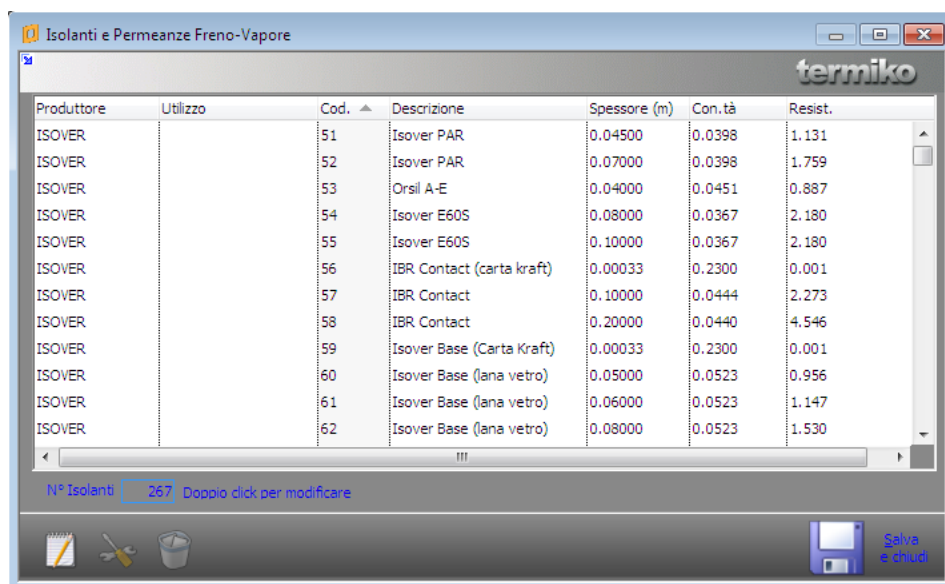 Isolanti e Permeanze Freno-Vapore
termiko
Produttore Utilizzo Cod. Descrizione Spessore (m) Con.tà Resist.
ISOVER 51 Isover PAR 0.04500 0.0398 1.131
ISOVER 52 Isover PAR 0.07000 0.0398 1.759
ISOVER 53 Orsil A-E 0.04000 0.0451 0.887
ISOVER 54 Isover E60S 0.08000 0.0367 2.180
ISOVER 55 Isover E60S 0.10000 0.0367 2.180
ISOVER 56 IBR Contact (carta kraft) 0.00033 0.2300 0.001
ISOVER 57 IBR Contact 0.10000 0.0444 2.273
ISOVER 58 IBR Contact 0.20000 0.0440 4.546
ISOVER 59 Isover Base (Carta Kraft) 0.00033 0.2300 0.001
ISOVER 60 Isover Base (lana vetro) 0.05000 0.0523 0.956
ISOVER 61 Isover Base (lana vetro) 0.06000 0.0523 1.147
ISOVER 62 Isover Base (lana vetro) 0.08000 0.0523 1.530
N° Isolanti 267 Doppio click per modificare
Salva
e chiudi